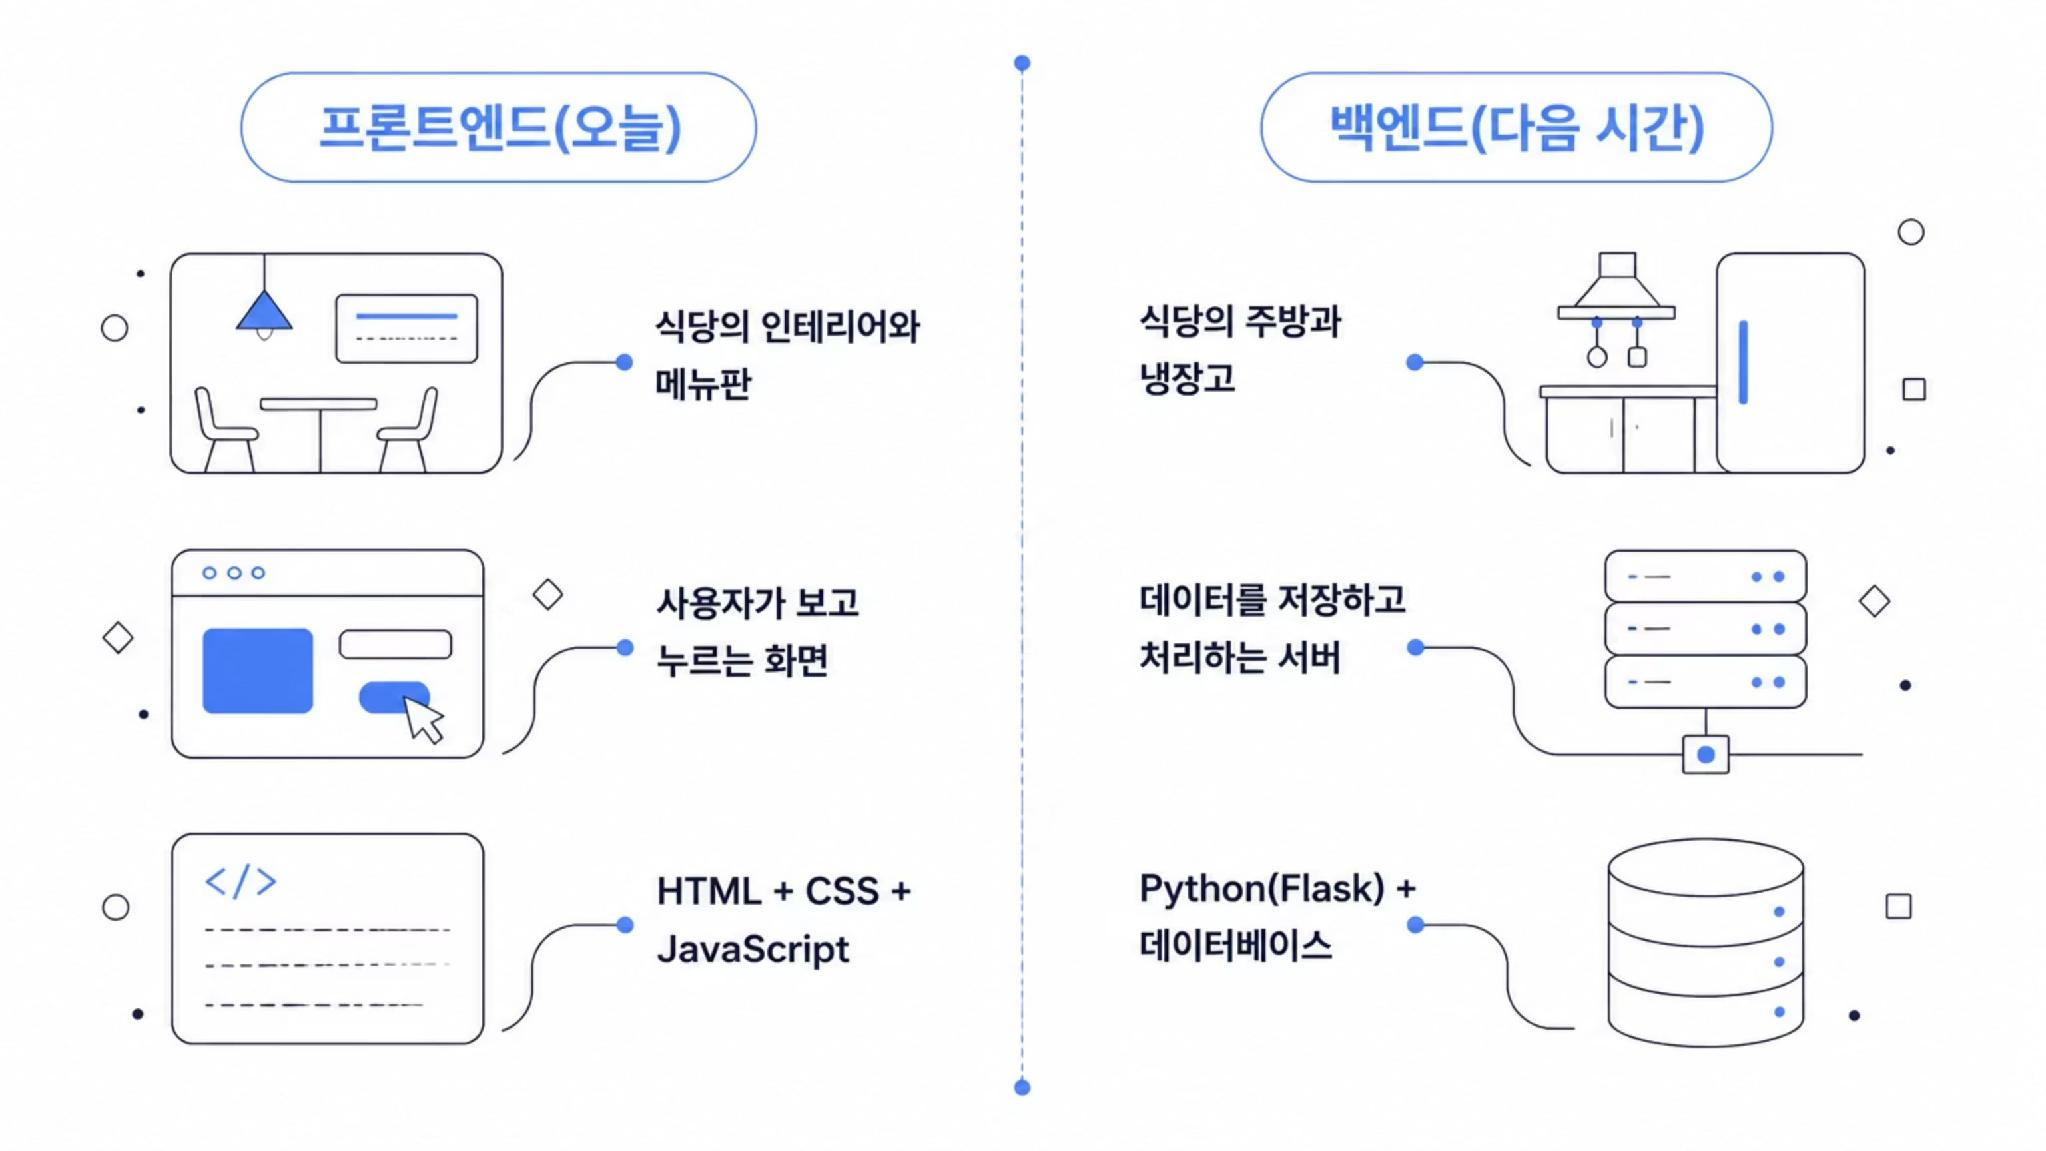 프론트엔드(오늘)
식당의 인테리어와
메뉴판
사용자가 보고
누르는 화면
</>
HTML + CSS +
JavaScript
백엔드(다음 시간)
식당의 주방과
냉장고
데이터를 저장하고
처리하는 서버
Python(Flask) +
데이터베이스